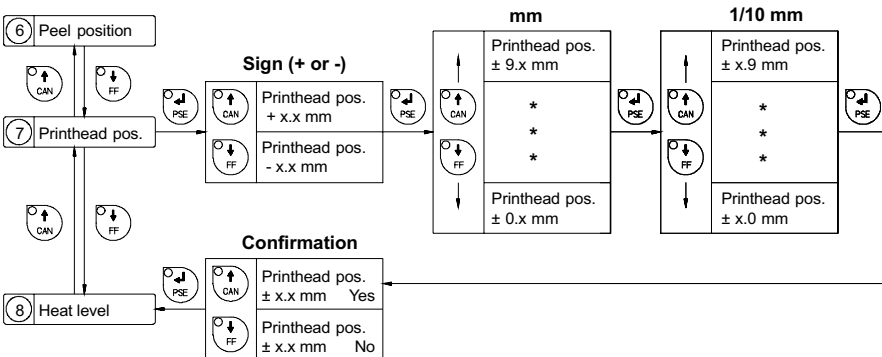 mm
1/10 mm
6 Peel position
CAN
FF
Sign (+ or -)
7 Printhead pos.
PSE
CAN
Printhead pos.
+ x.x mm
FF
Printhead pos.
- x.x mm
PSE
Printhead pos.
± 9.x mm
CAN
*
*
*
FF
Printhead pos.
± 0.x mm
PSE
Printhead pos.
± x.9 mm
CAN
*
*
*
FF
Printhead pos.
± x.0 mm
PSE
CAN
FF
Confirmation
8 Heat level
PSE
CAN
Printhead pos.
± x.x mm Yes
FF
Printhead pos.
± x.x mm No